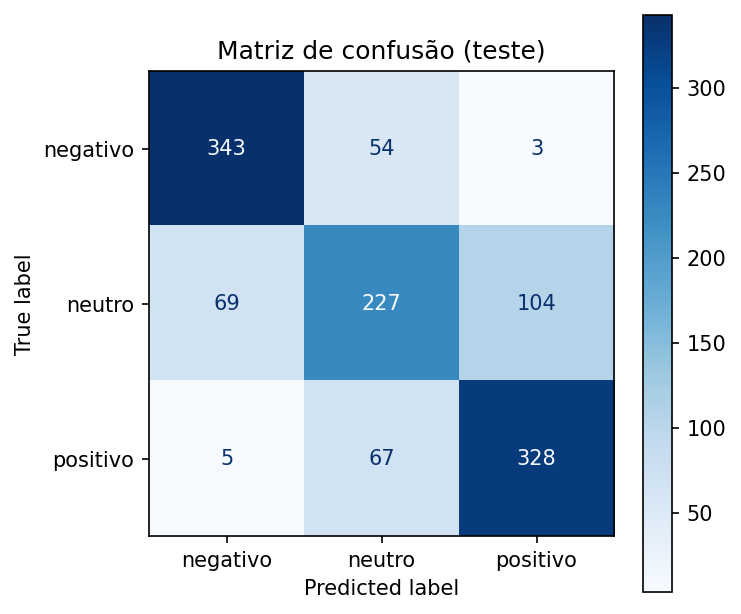 Matriz de confusão (teste)
True label
negativo 343 54 3
neutro 69 227 104
positivo 5 67 328
negativo neutro positivo
Predicted label
300
250
200
150
100
50